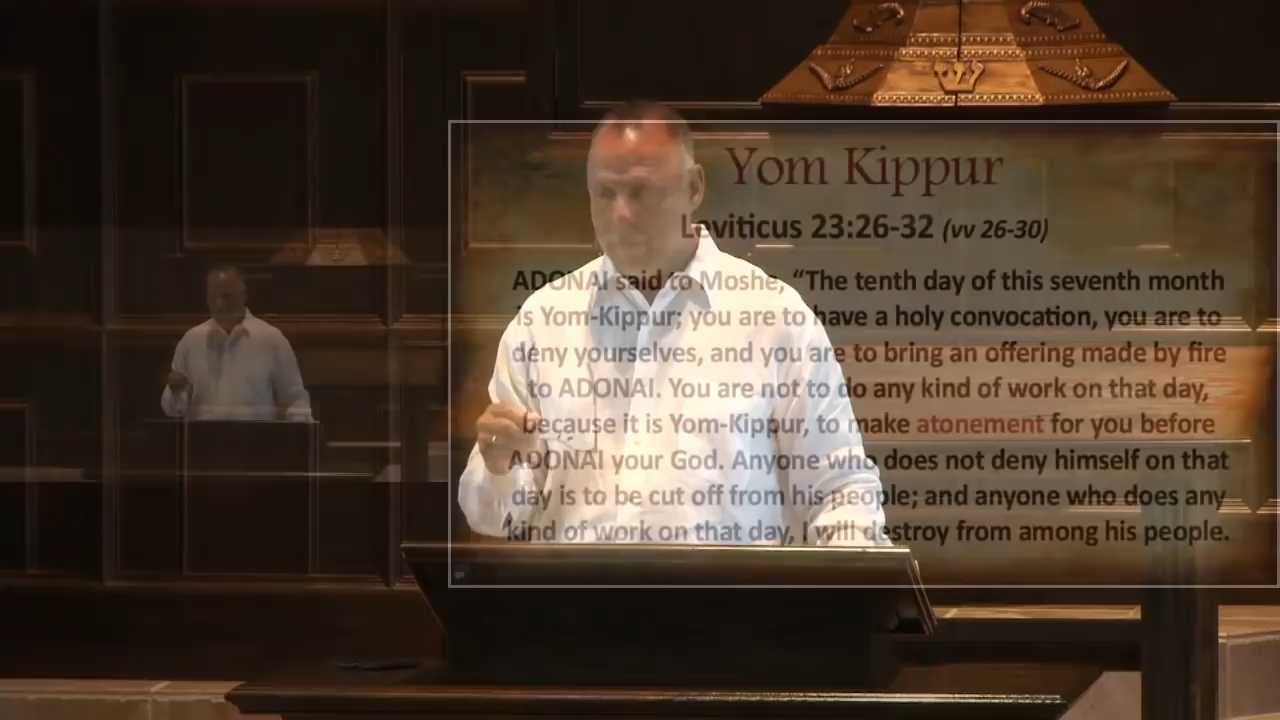 שי
Yom Kippur
Leviticus 23:26-32 (vv 26-30)
ADONAI said to Moshe, “The tenth day of this seventh month
is Yom-Kippur; you are to have a holy convocation, you are to
deny yourselves, and you are to bring an offering made by fire
to ADONAI. You are not to do any kind of work on that day,
because it is Yom-Kippur, to make atonement for you before
ADONAI your God. Anyone who does not deny himself on that
day is to be cut off from his people; and anyone who does any
kind of work on that day, I will destroy from among his people.